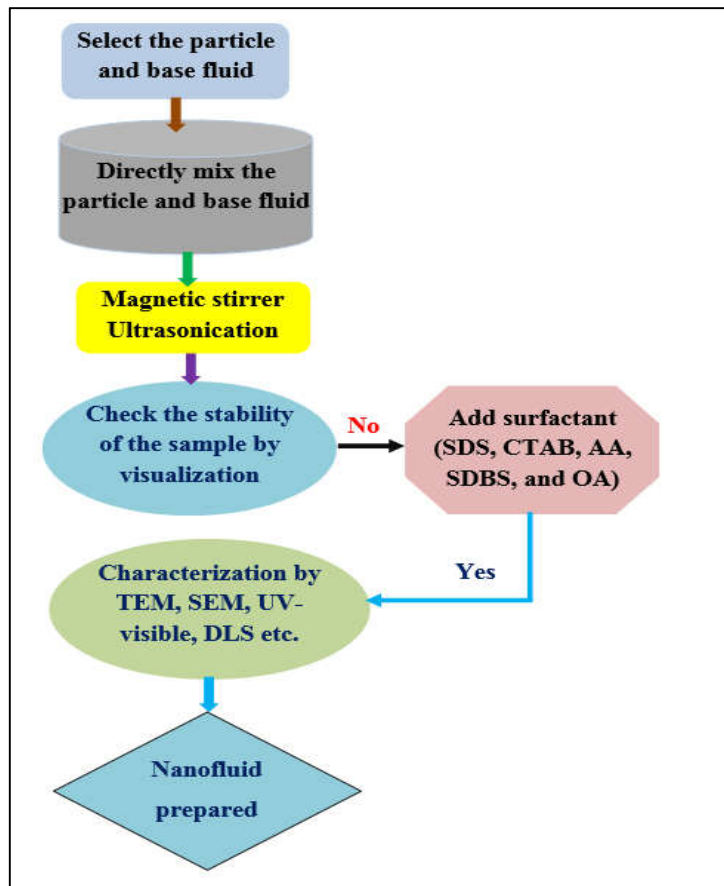 Select the particle
and base fluid
Directly mix the
particle and base fluid
Magnetic stirrer
Ultrasonication
Check the stability
of the sample by
visualization
No
Add surfactant
(SDS, CTAB, AA,
SDBS, and OA)
Yes
Characterization by
TEM, SEM, UV-
visible, DLS etc.
Nanofluid
prepared